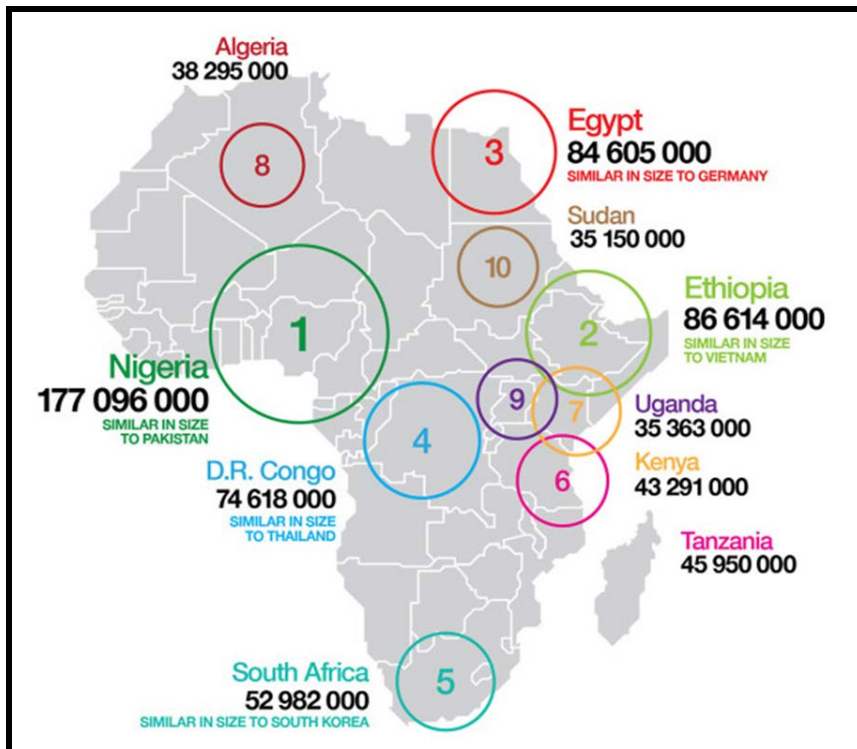 Algeria
38 295 000
8
3
Egypt
84 605 000
SIMILAR IN SIZE TO GERMANY
Sudan
35 150 000
10
1
2
Ethiopia
86 614 000
SIMILAR IN SIZE
TO VIETNAM
Nigeria
177 096 000
SIMILAR IN SIZE
TO PAKISTAN
9
7
Uganda
35 363 000
4
D.R. Congo
74 618 000
SIMILAR IN SIZE
TO THAILAND
6
Kenya
43 291 000
Tanzania
45 950 000
South Africa
52 982 000
SIMILAR IN SIZE TO SOUTH KOREA
5